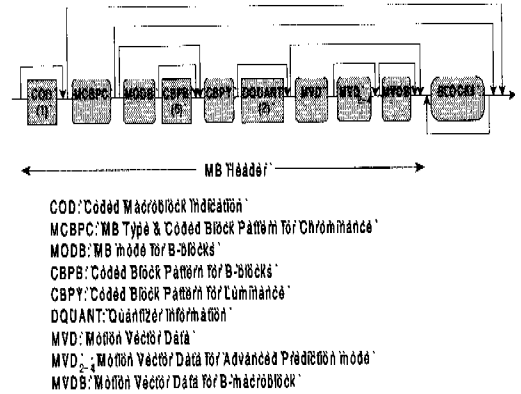 COD (1) MCBPC MODB CBPB (6) CBPY DQUANT (2) MVD MVD2-4 MVDB BLOCKS
MB Header
COD: Coded Macroblock Indication
MCBPC: MB Type & Coded Block Pattern for Chrominance
MODB: MB mode for B-blocks
CBPB: Coded Block Pattern for B-blocks
CBPY: Coded Block Pattern for Luminance
DQUANT: Quantizer Information
MVD: Motion Vector Data
MVD2-4: Motion Vector Data for Advanced Prediction mode
MVDB: Motion Vector Data for B-macroblock